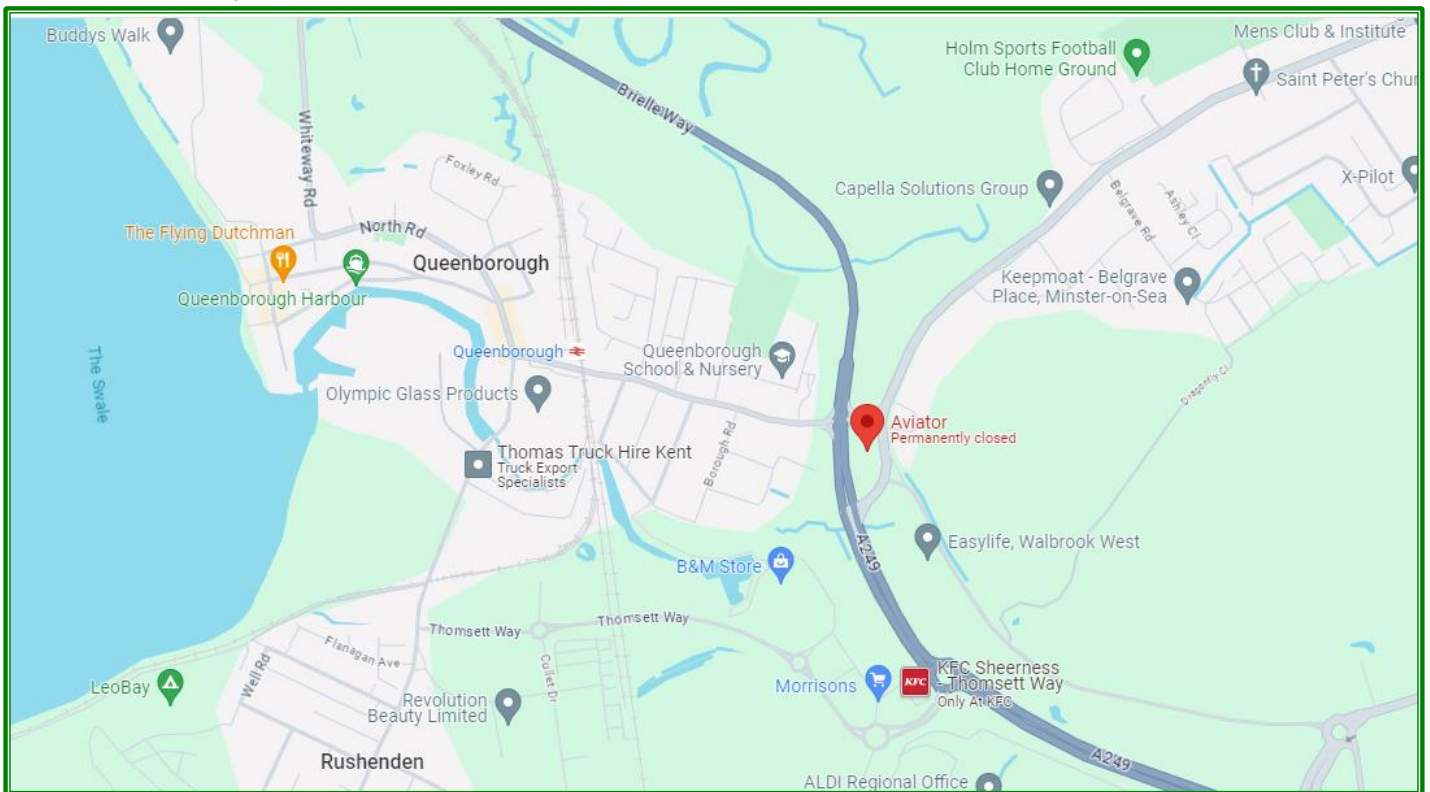 Buddys Walk
Mens Club & Institute
Holm Sports Football
Club Home Ground
Saint Peter's Chur
Brielle Way
Whiteway Rd
Foxley Rd
Capella Solutions Group
X-Pilot
Belgrave Rd
Ashley Cl
The Flying Dutchman
North Rd
Queenborough
Keepmoat - Belgrave
Place, Minster-on-Sea
Queenborough Harbour
The Swale
Queenborough
Queenborough
School & Nursery
Olympic Glass Products
Dragonfly Cl
Aviator
Permanently closed
Thomas Truck Hire Kent
Truck Export
Specialists
Borough Rd
A249
Easylife, Walbrook West
B&M Store
Thomsett Way
Thomsett Way
Flanagan Ave
Well Rd
Cullet Dr
LeoBay
Revolution
Beauty Limited
Morrisons
KFC
KFC Sheerness
- Thomsett Way
Only At KFC
Rushenden
A249
ALDI Regional Office